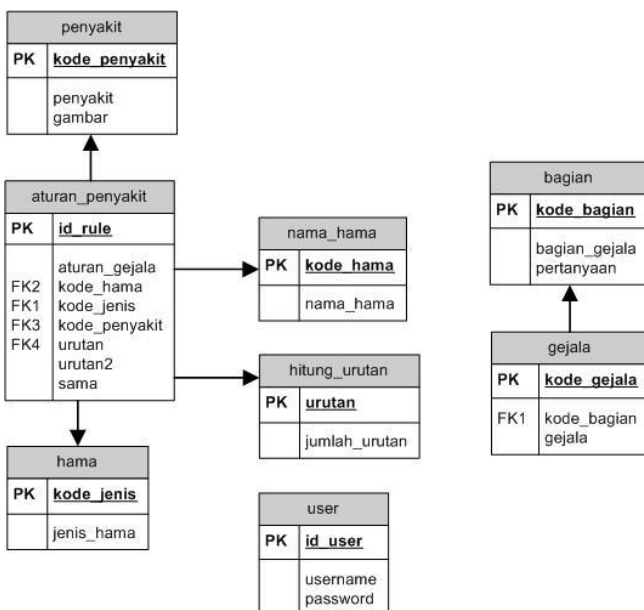 penyakit
PK kode_penyakit
penyakit
gambar
aturan_penyakit
PK id_rule
aturan_gejala
FK2 kode_hama
FK1 kode_jenis
FK3 kode_penyakit
FK4 urutan
urutan2
sama
hama
PK kode_jenis
jenis_hama
nama_hama
PK kode_hama
nama_hama
hitung_urutan
PK urutan
jumlah_urutan
user
PK id_user
username
password
bagian
PK kode_bagian
bagian_gejala
pertanyaan
gejala
PK kode_gejala
FK1 kode_bagian
gejala